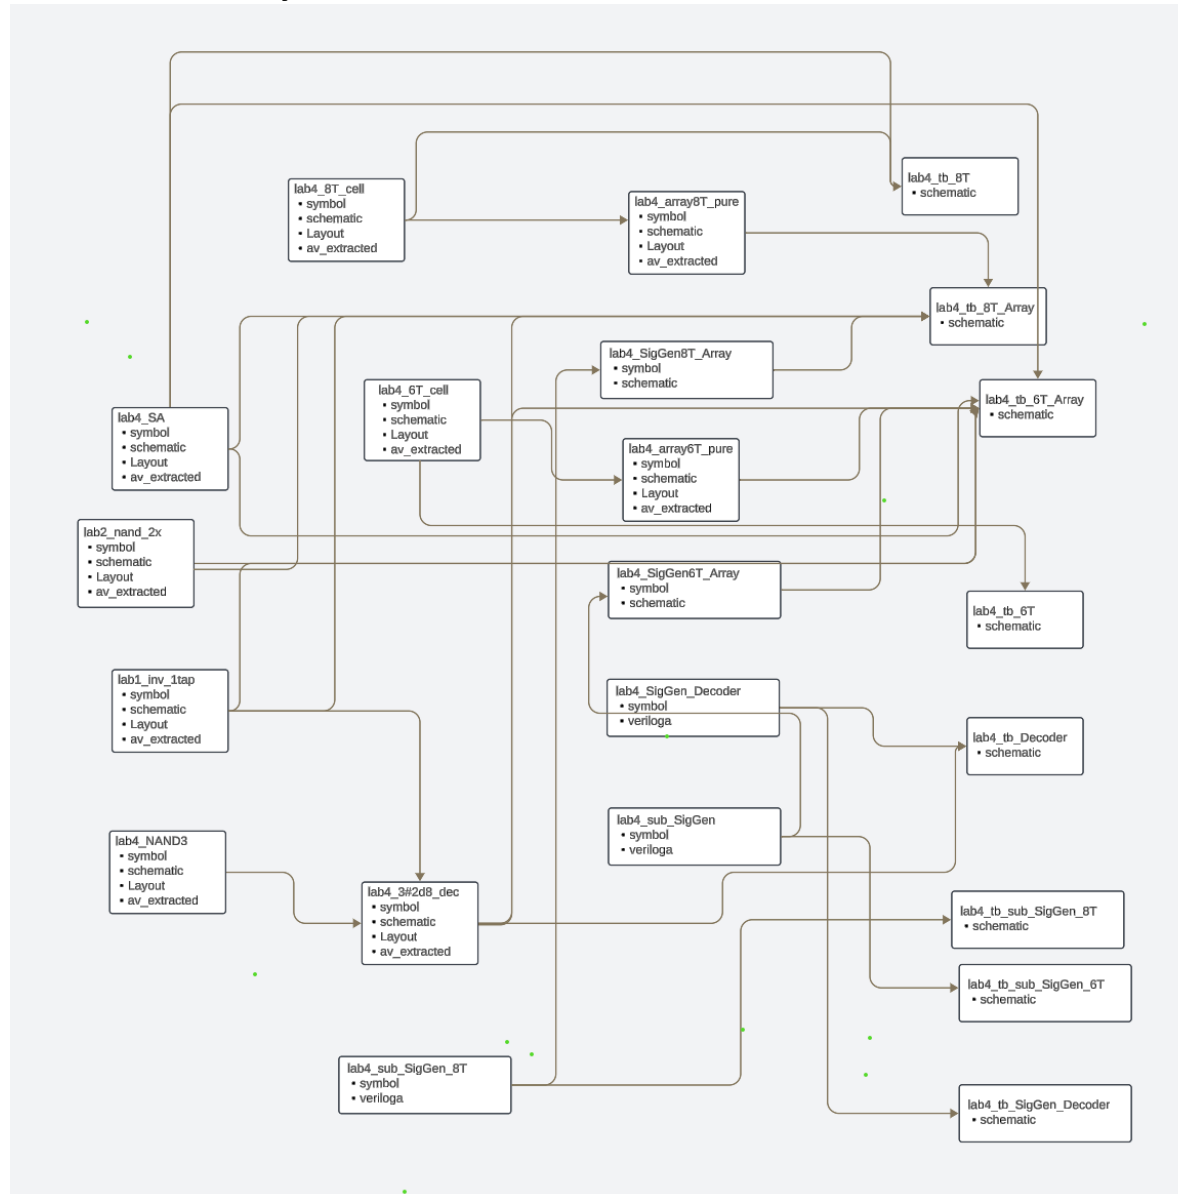 lab4_tb_8T
▪ schematic
lab4_8T_cell
▪ symbol
▪ schematic
▪ Layout
▪ av_extracted
lab4_array8T_pure
▪ symbol
▪ schematic
▪ Layout
▪ av_extracted
lab4_tb_8T_Array
▪ schematic
lab4_SigGen8T_Array
▪ symbol
▪ schematic
lab4_6T_cell
▪ symbol
▪ schematic
▪ Layout
▪ av_extracted
lab4_tb_6T_Array
▪ schematic
lab4_SA
▪ symbol
▪ schematic
▪ Layout
▪ av_extracted
lab4_array6T_pure
▪ symbol
▪ schematic
▪ Layout
▪ av_extracted
lab2_nand_2x
▪ symbol
▪ schematic
▪ Layout
▪ av_extracted
lab4_SigGen6T_Array
▪ symbol
▪ schematic
lab4_tb_6T
▪ schematic
lab1_inv_1tap
▪ symbol
▪ schematic
▪ Layout
▪ av_extracted
lab4_SigGen_Decoder
▪ symbol
▪ veriloga
lab4_tb_Decoder
▪ schematic
lab4_sub_SigGen
▪ symbol
▪ veriloga
lab4_NAND3
▪ symbol
▪ schematic
▪ Layout
▪ av_extracted
lab4_3#2d8_dec
▪ symbol
▪ schematic
▪ Layout
▪ av_extracted
lab4_tb_sub_SigGen_8T
▪ schematic
lab4_tb_sub_SigGen_6T
▪ schematic
lab4_sub_SigGen_8T
▪ symbol
▪ veriloga
lab4_tb_SigGen_Decoder
▪ schematic